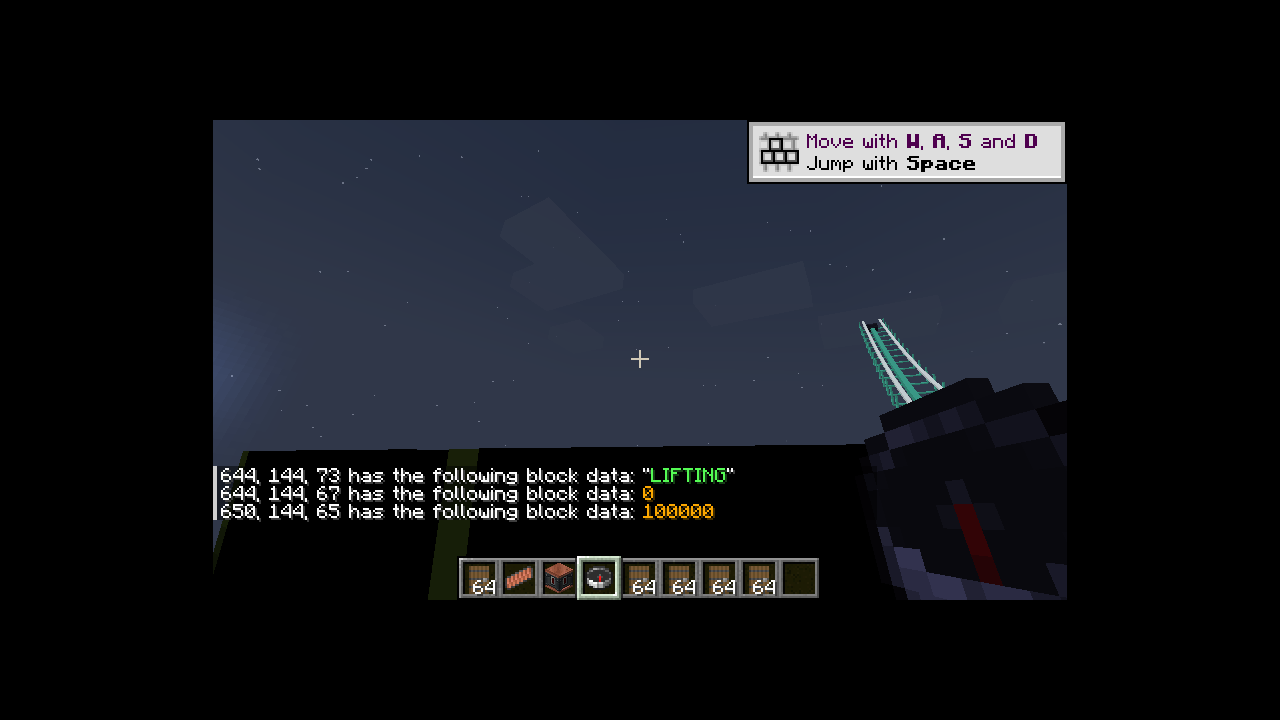 Move with W, A, S and D
Jump with Space
644, 144, 73 has the following block data: "LIFTING"
644, 144, 67 has the following block data: 0
650, 144, 65 has the following block data: 100000
64 64 64 64 64